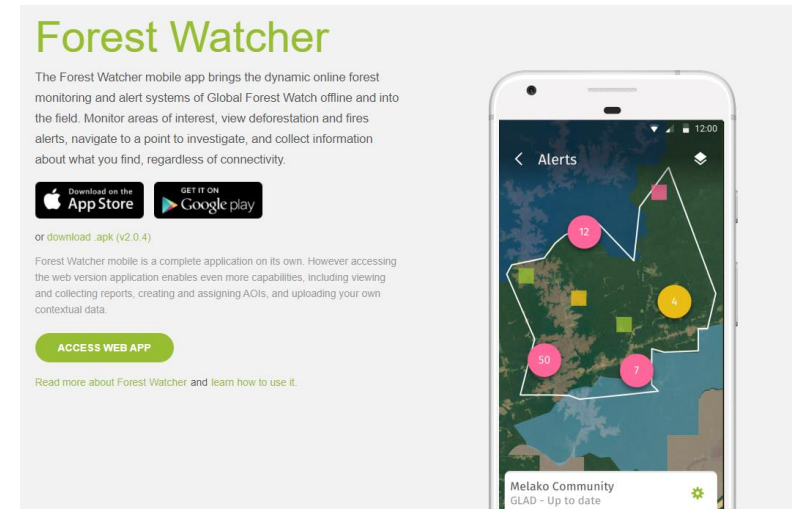 Forest Watcher
The Forest Watcher mobile app brings the dynamic online forest
monitoring and alert systems of Global Forest Watch offline and into
the field. Monitor areas of interest, view deforestation and fires
alerts, navigate to a point to investigate, and collect information
about what you find, regardless of connectivity.
Download on the
App Store
GET IT ON
Google play
or download .apk (v2.0.4)
Forest Watcher mobile is a complete application on its own. However accessing
the web version application enables even more capabilities, including viewing
and collecting reports, creating and assigning AOIs, and uploading your own
contextual data.
ACCESS WEB APP
Read more about Forest Watcher and learn how to use it.
12:00
Alerts
12
4
50
7
Melako Community
GLAD - Up to date